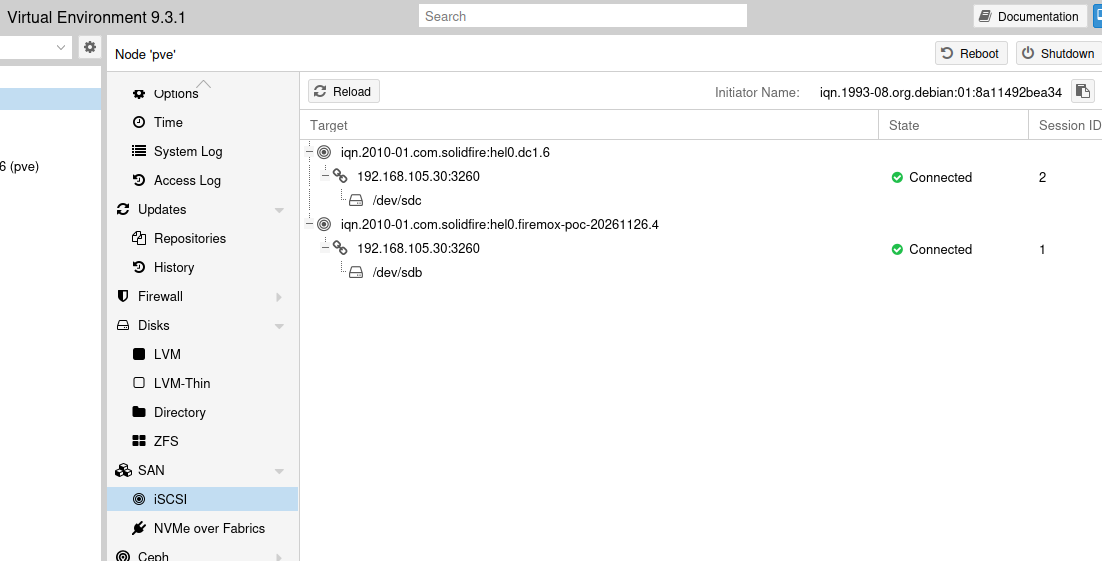 Virtual Environment 9.3.1
Search
Documentation
Node 'pve'
Reboot
Shutdown
6 (pve)
Options
Time
System Log
Access Log
Updates
Repositories
History
Firewall
Disks
LVM
LVM-Thin
Directory
ZFS
SAN
iSCSI
NVMe over Fabrics
Ceph
Reload
Initiator Name: iqn.1993-08.org.debian:01:8a11492bea34
Target State Session ID
iqn.2010-01.com.solidfire:hel0.dc1.6
192.168.105.30:3260 Connected 2
/dev/sdc
iqn.2010-01.com.solidfire:hel0.firemox-poc-20261126.4
192.168.105.30:3260 Connected 1
/dev/sdb